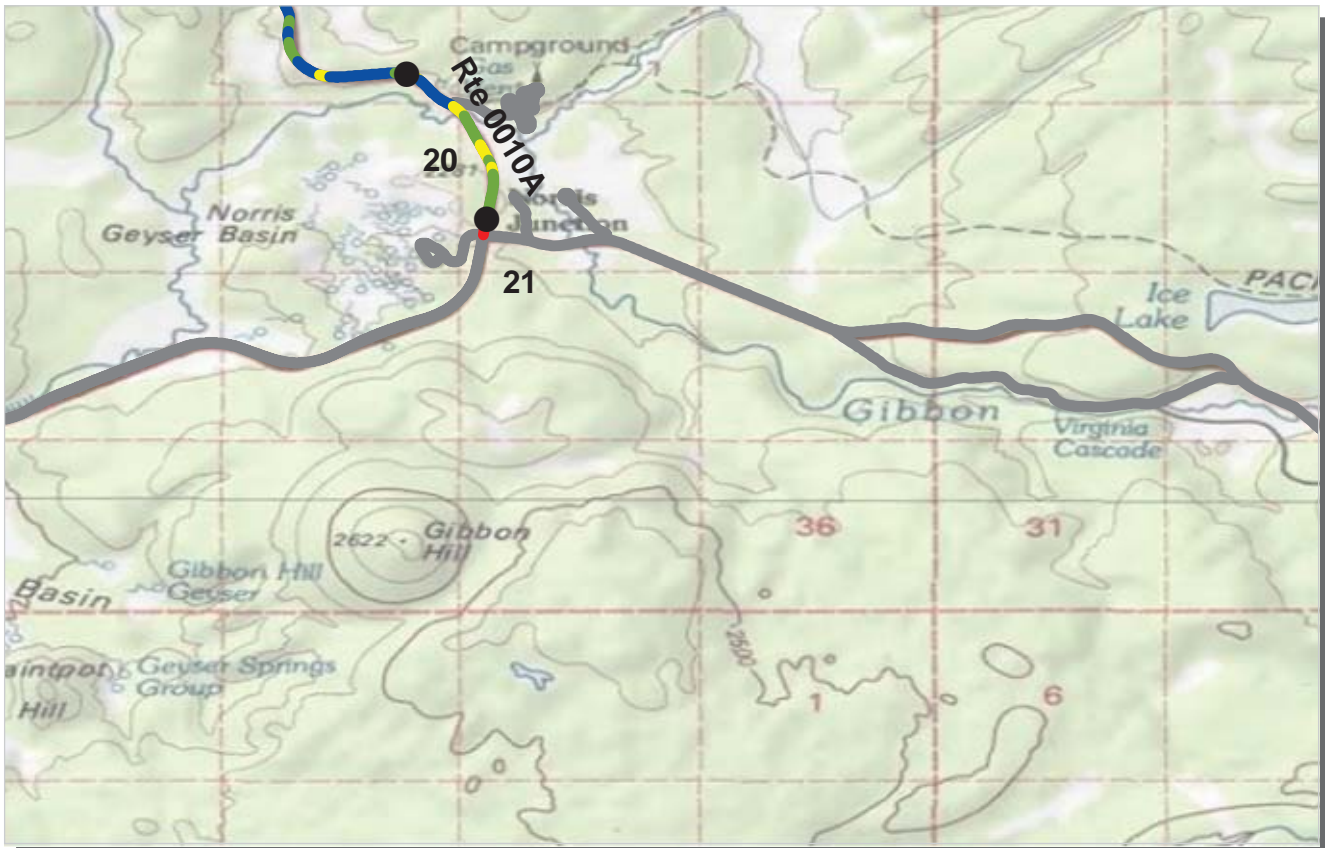 Campground
Gas
Rte 0010A
20
Norris
Junction
Norris
Geyser Basin
21
PACI
Ice
Lake
Gibbon
Virginia
Cascade
36
31
2622
Gibbon
Hill
Gibbon Hill
Geyser
Basin
2500
aintpot
Hill
Geyser Springs
Group
1
6